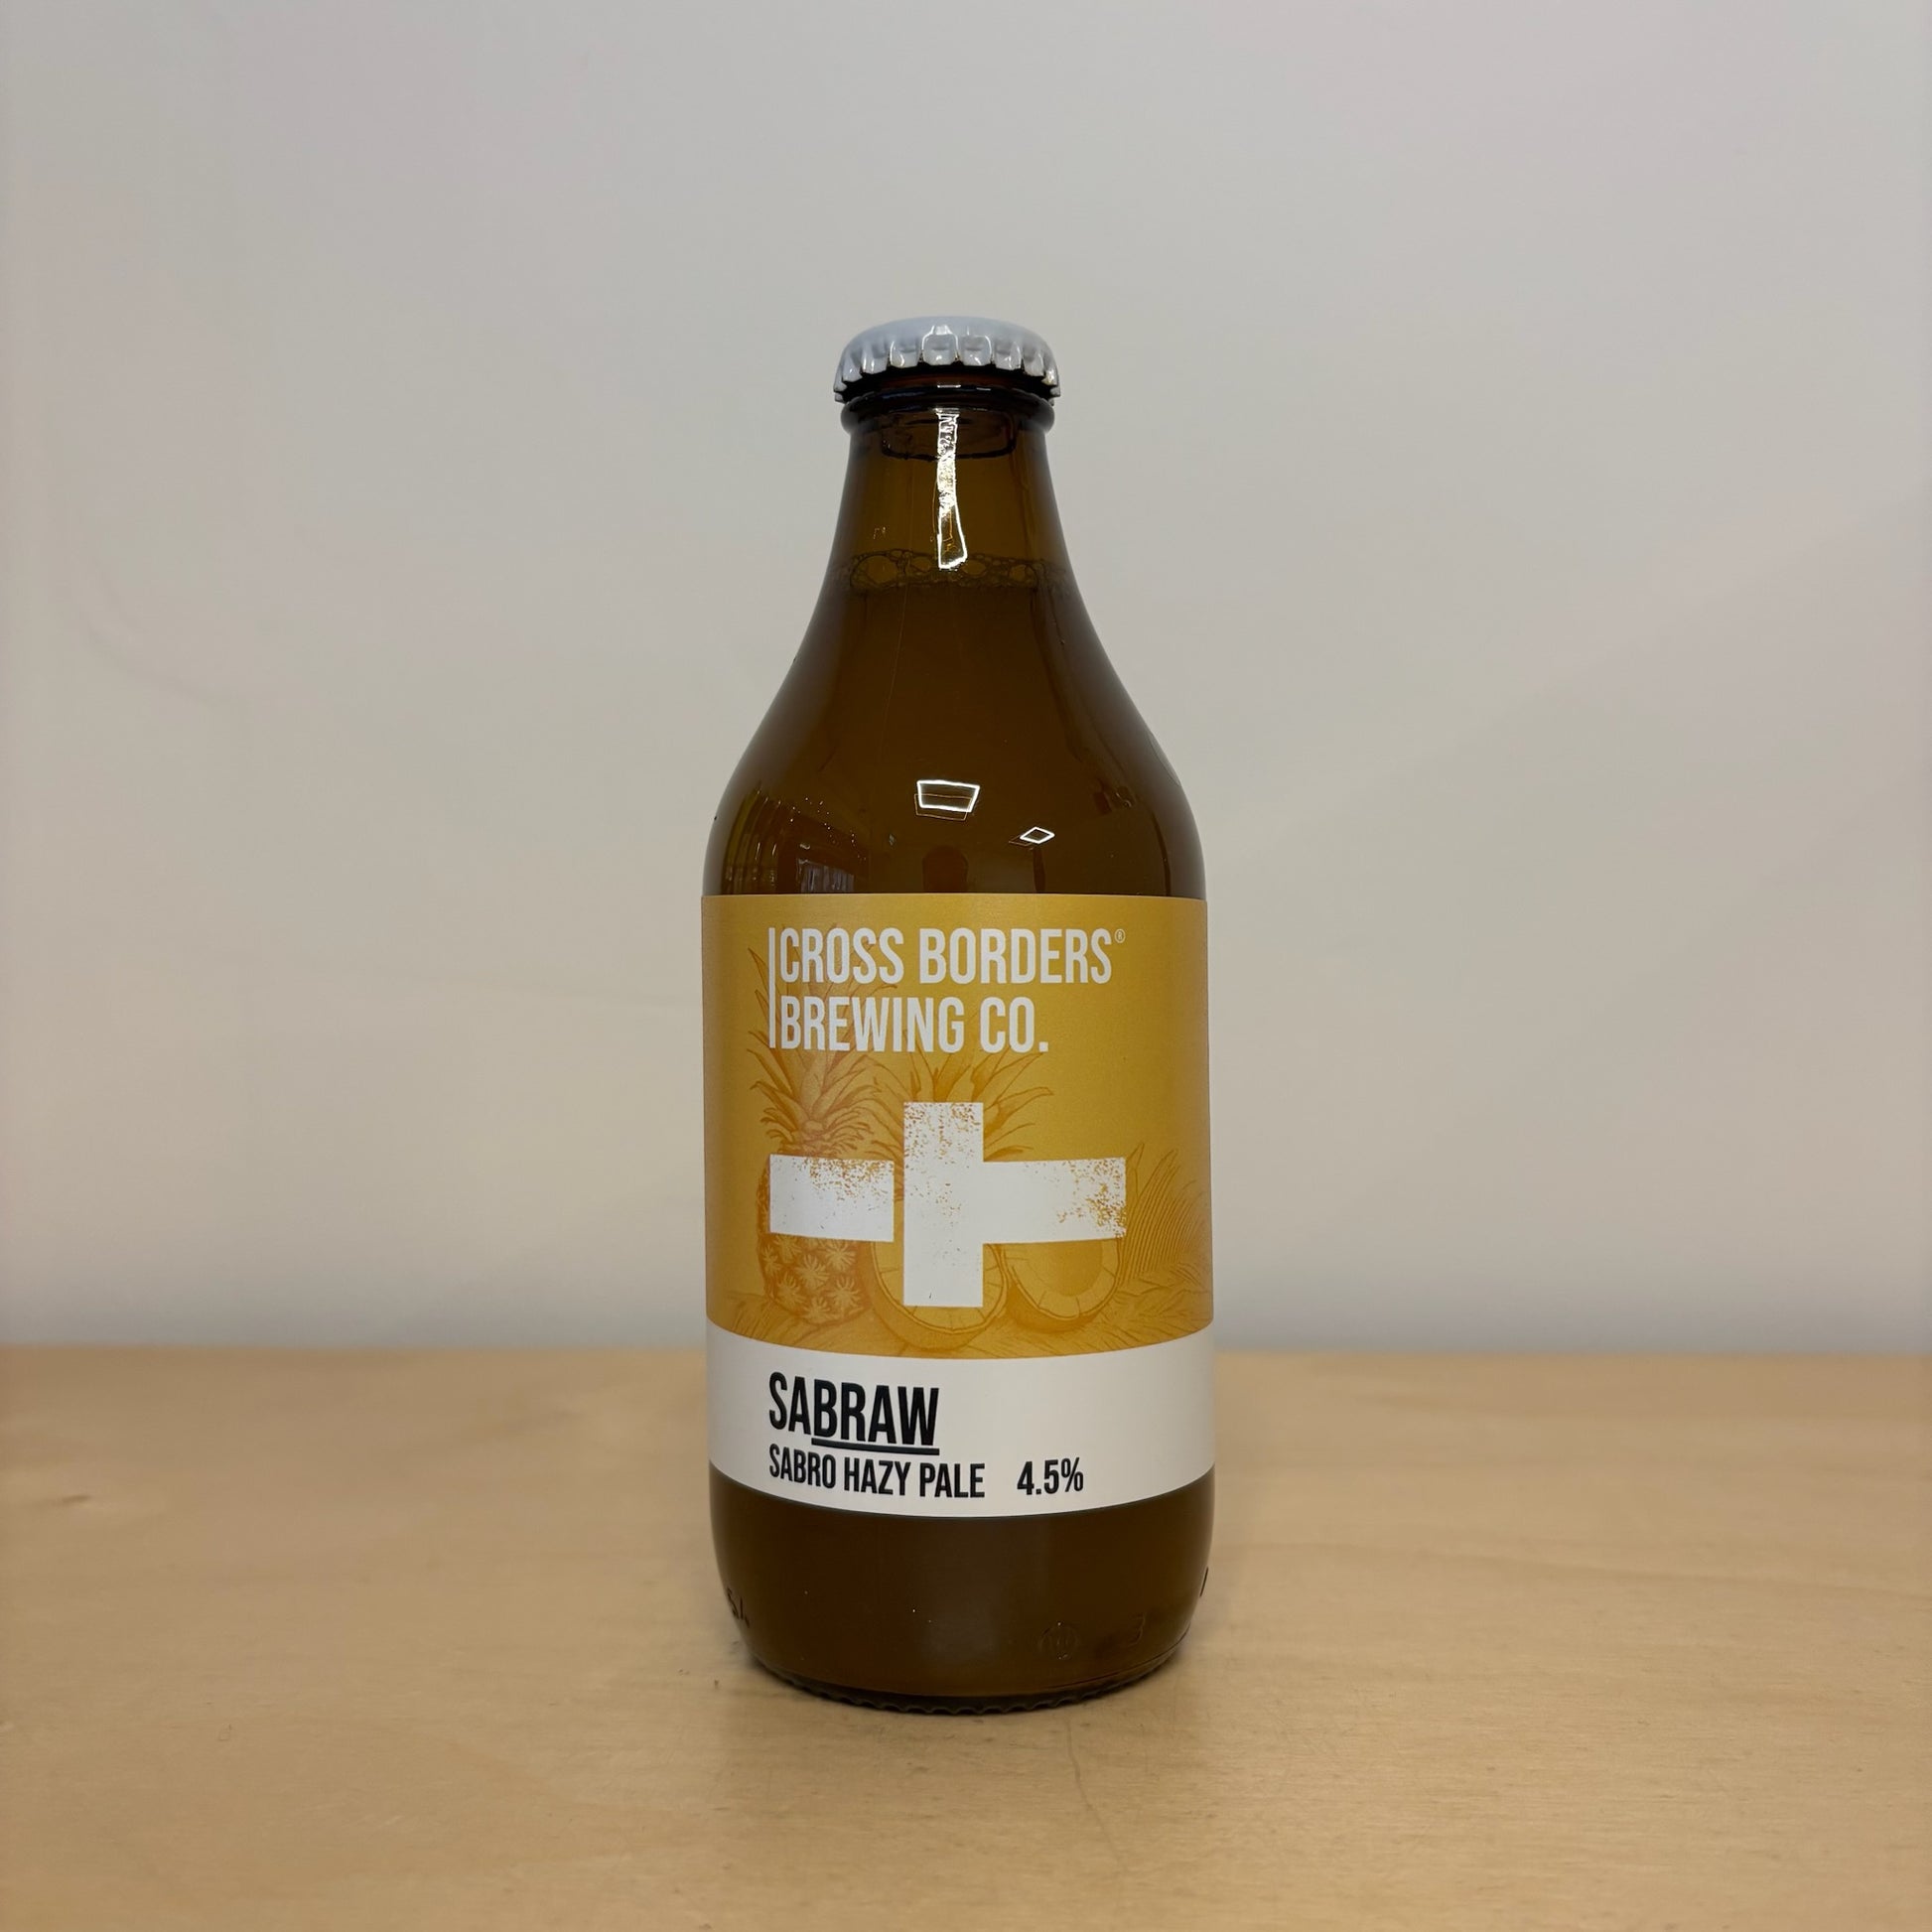 CROSS BORDERS®
BREWING CO.
SABRAW
SABRO HAZY PALE 4.5%